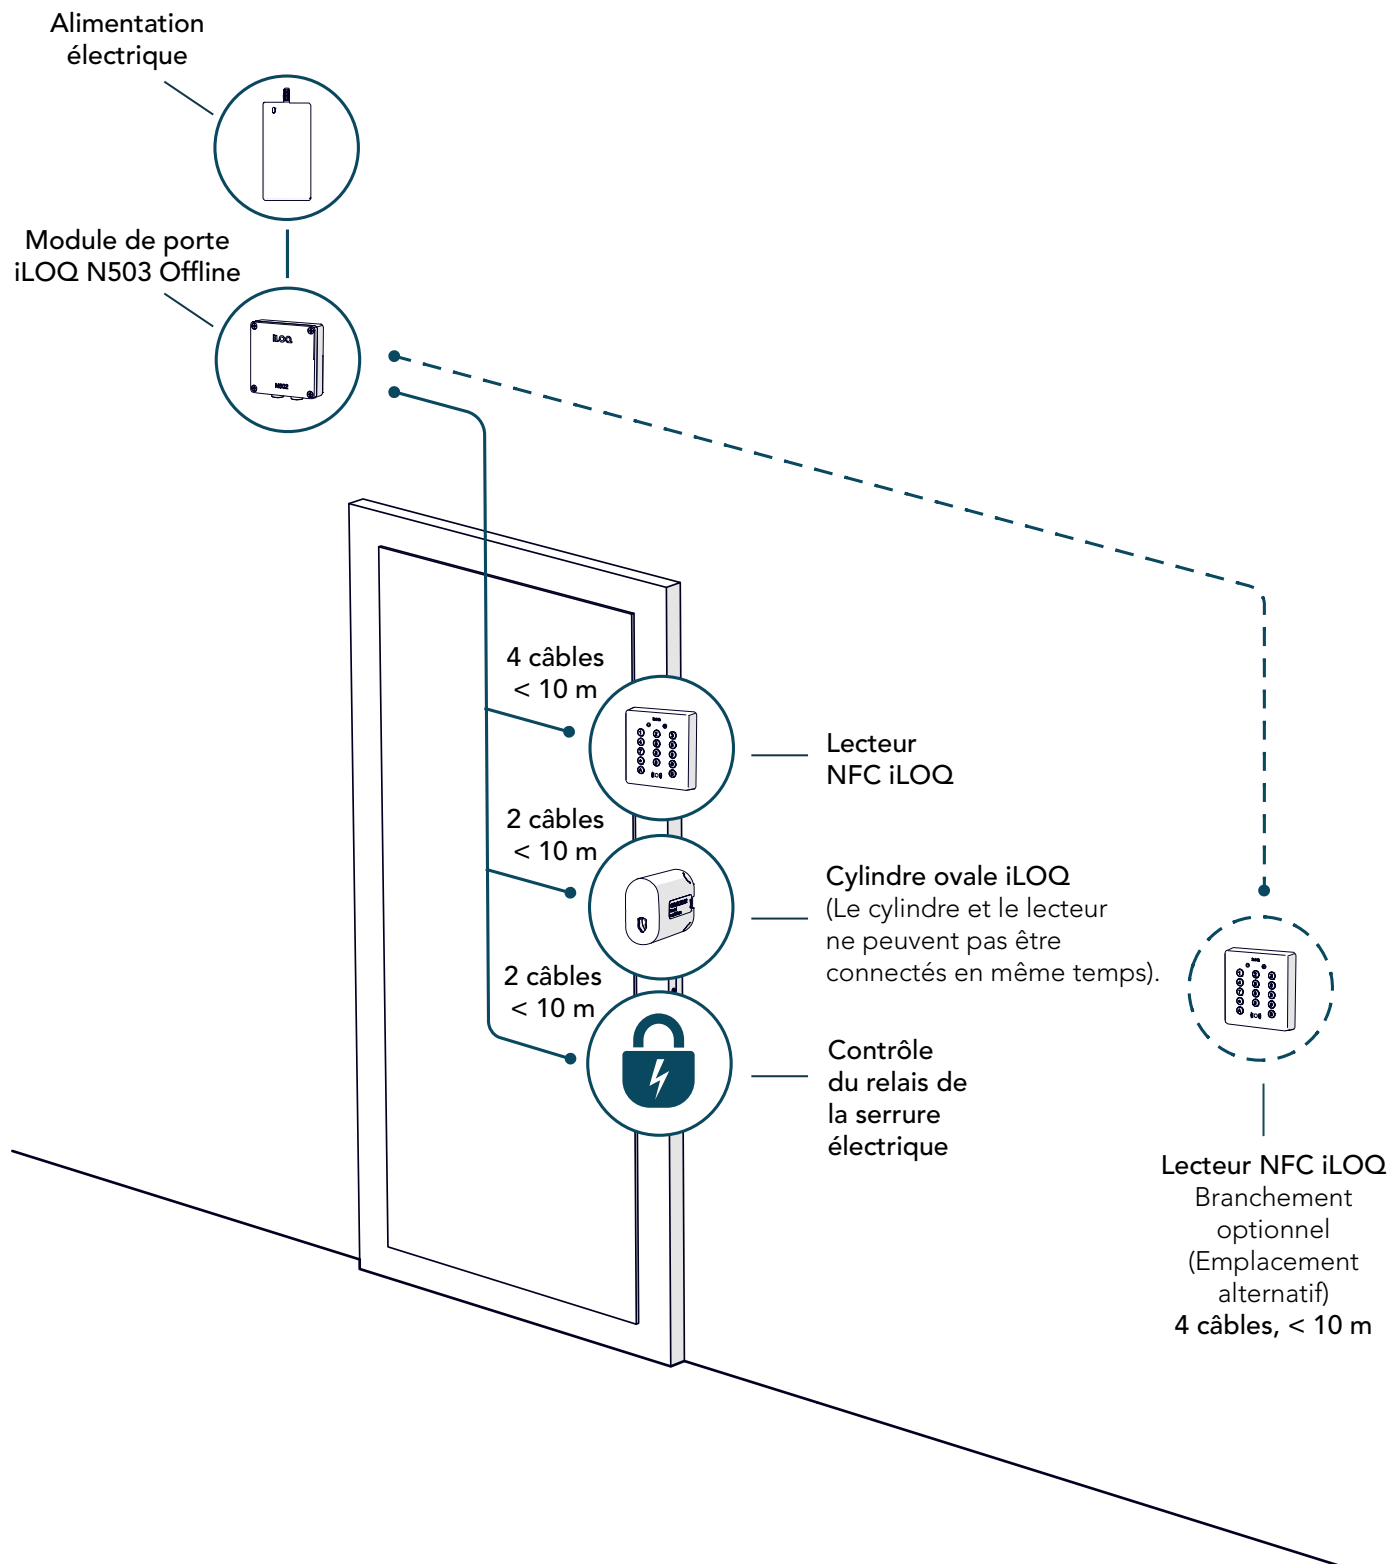 Alimentation
électrique
Module de porte
iLOQ N503 Offline
iLOQ
N502
4 câbles
< 10 m
Lecteur
NFC iLOQ
2 câbles
< 10 m
Cylindre ovale iLOQ
(Le cylindre et le lecteur
ne peuvent pas être
connectés en même temps).
2 câbles
< 10 m
Contrôle
du relais de
la serrure
électrique
Lecteur NFC iLOQ
Branchement
optionnel
(Emplacement
alternatif)
4 câbles, < 10 m